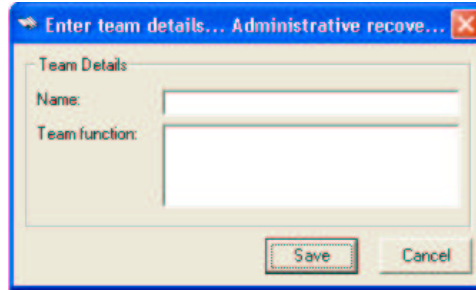 Enter team details... Administrative recove...
Team Details
Name:
Team function:
Save Cancel